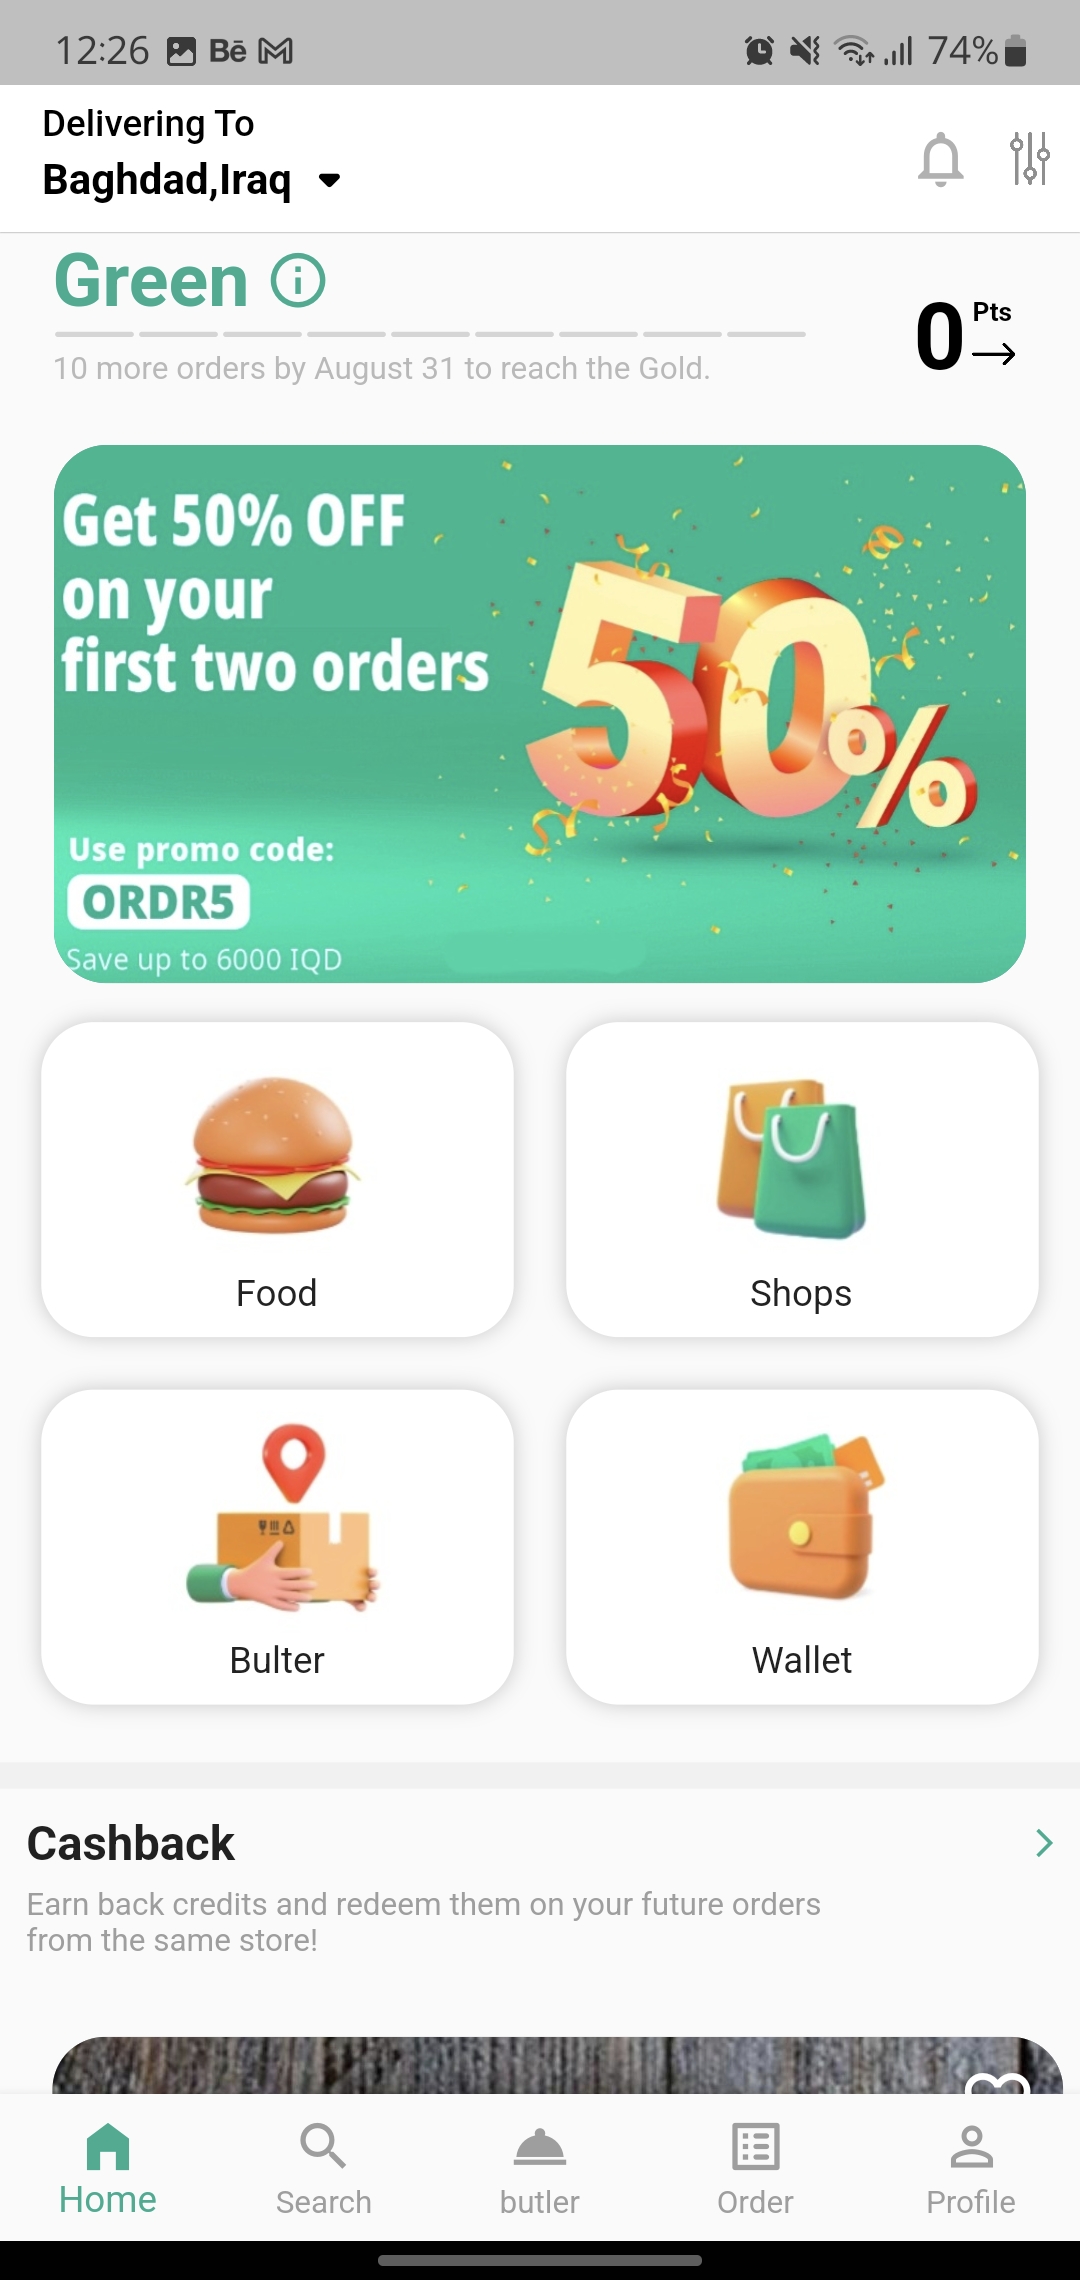 12:26 Bē 74%
Delivering To
Baghdad,Iraq
Green
10 more orders by August 31 to reach the Gold.
0 Pts
Get 50% OFF
on your
first two orders
50%
Use promo code:
ORDR5
Save up to 6000 IQD
Food
Shops
Bulter
Wallet
Cashback
Earn back credits and redeem them on your future orders
from the same store!
Home
Search
butler
Order
Profile